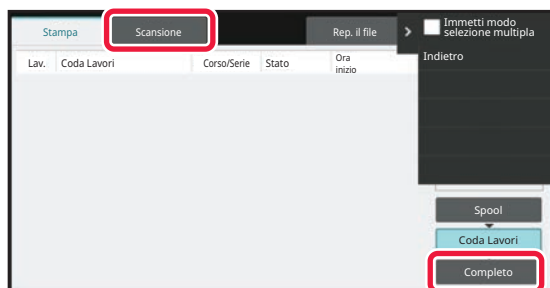 Stampa
Scansione
Rep. il file
Immetti modo
selezione multipla
Indietro
Lav.
Coda Lavori
Corso/Serie
Stato
Ora
inizio
Spool
Coda Lavori
Completo